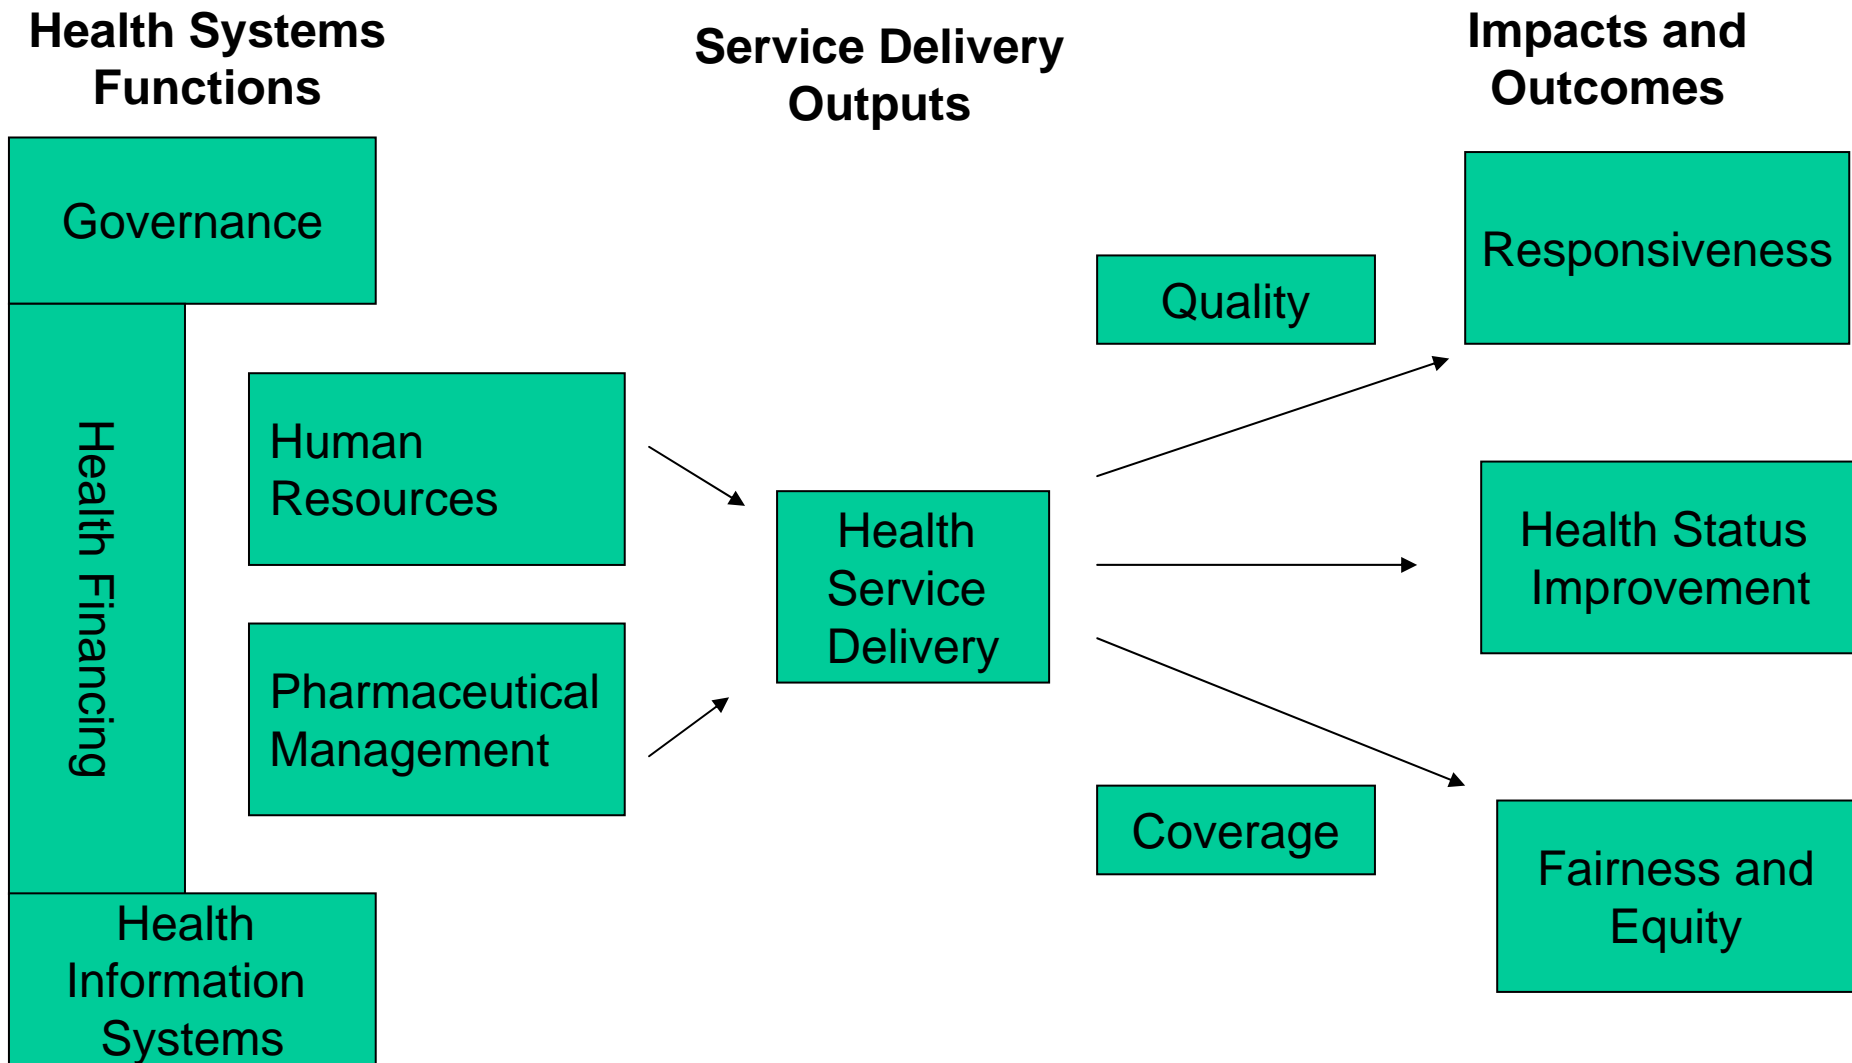 Health Systems
Functions
Service Delivery
Outputs
Impacts and
Outcomes
Governance
Health Financing
Health
Information
Systems
Human
Resources
Pharmaceutical
Management
Health
Service
Delivery
Quality
Coverage
Responsiveness
Health Status
Improvement
Fairness and
Equity